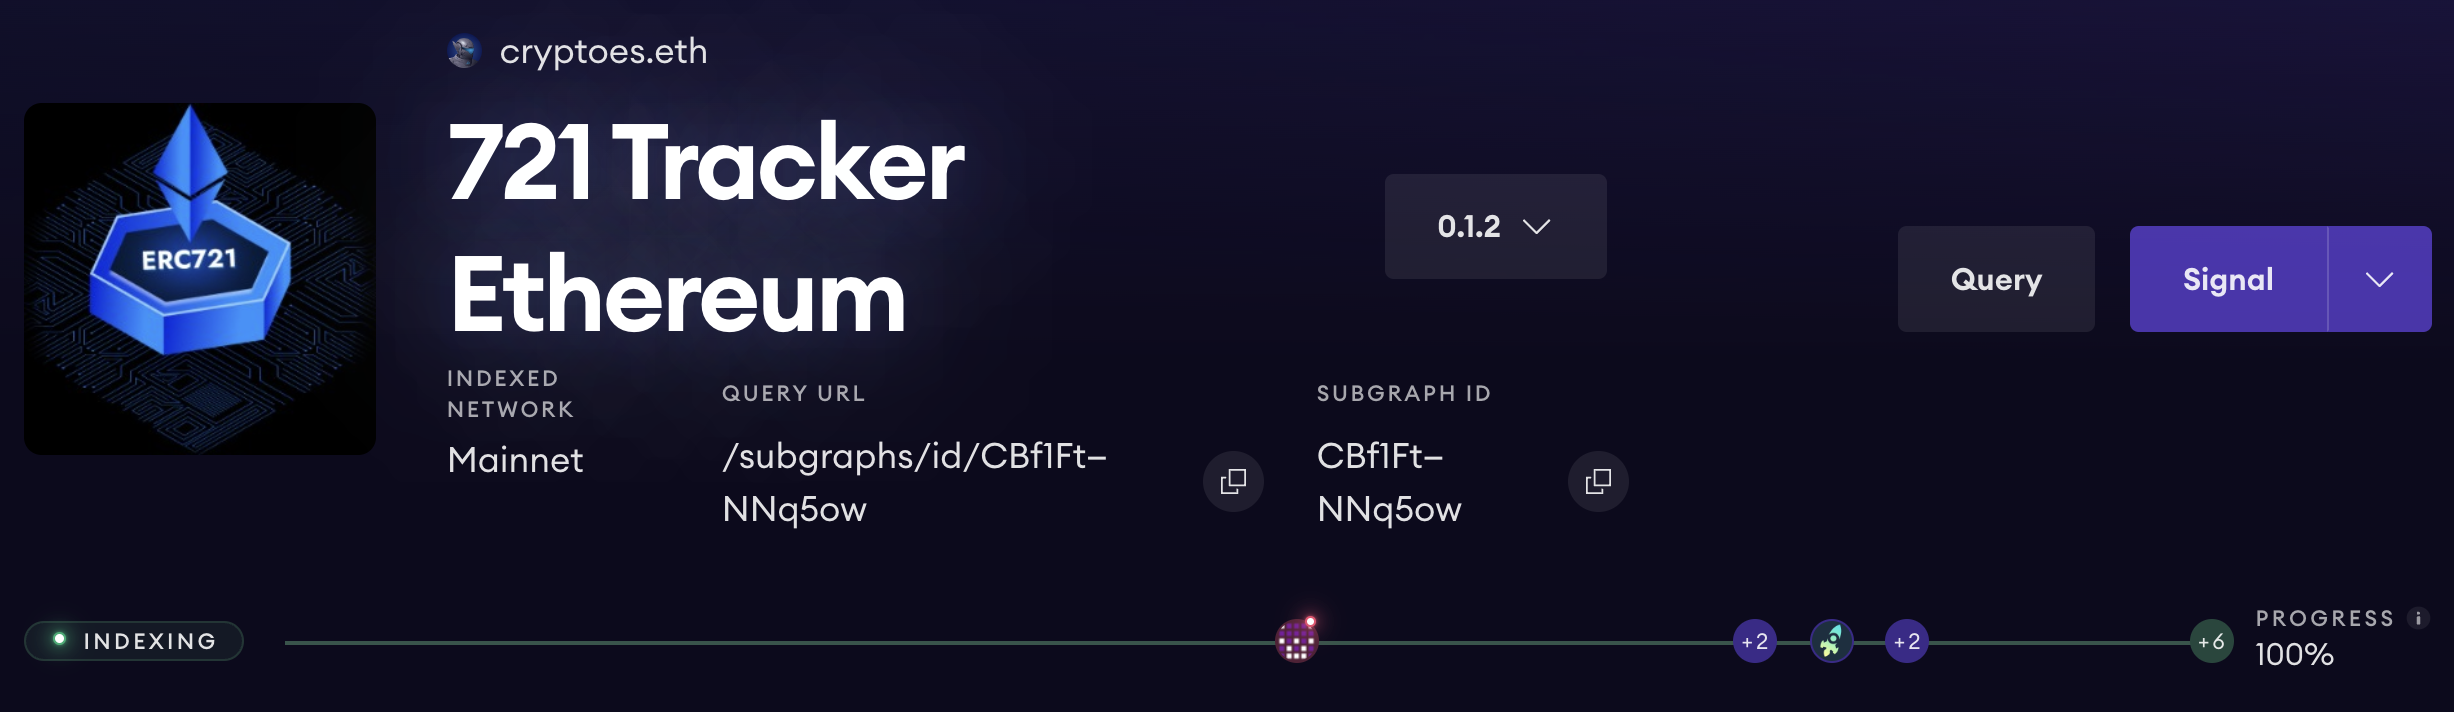 cryptoes.eth
721 Tracker
Ethereum
ERC721
0.1.2
Query
Signal
INDEXED
NETWORK
Mainnet
QUERY URL
/subgraphs/id/CBf1Ft–
NNq5ow
SUBGRAPH ID
CBf1Ft–
NNq5ow
INDEXING
+2
+2
+6
PROGRESS
100%